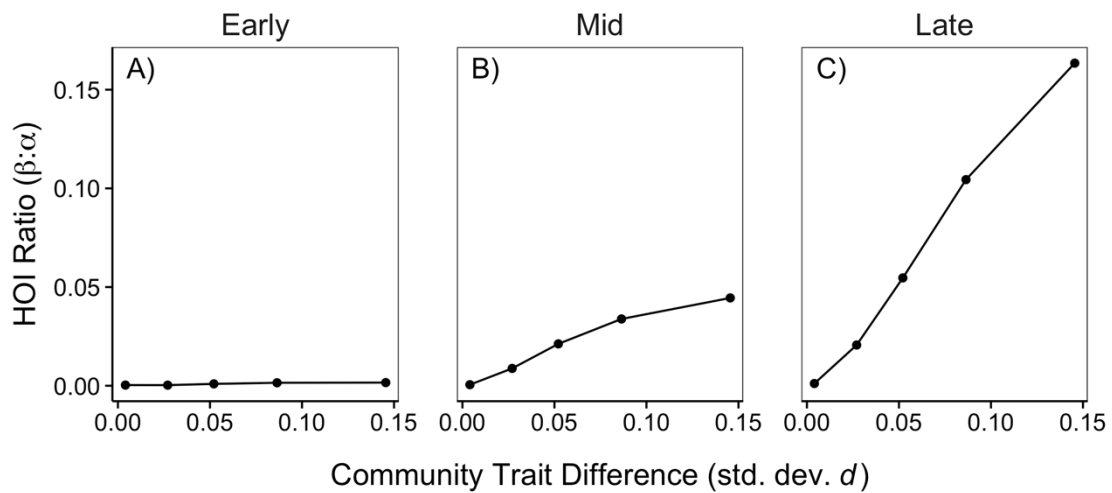 Early Mid Late
A) B) C)
HOI Ratio (β:α)
0.15
0.10
0.05
0.00
0.00 0.05 0.10 0.15 0.00 0.05 0.10 0.15 0.00 0.05 0.10 0.15
Community Trait Difference (std. dev. d)